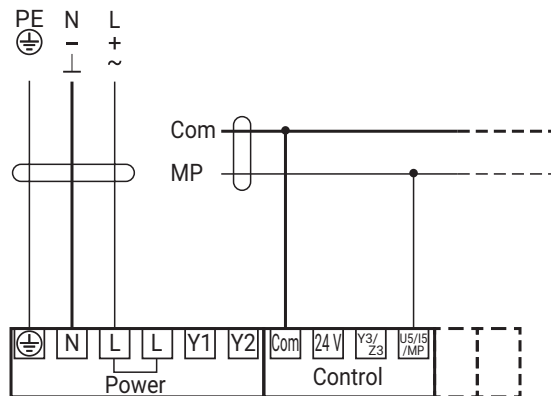 PE N L
- +
~
Com
MP
N L L Y1 Y2 Com 24 V Y3/Z3 U5/I5/MP
Power Control